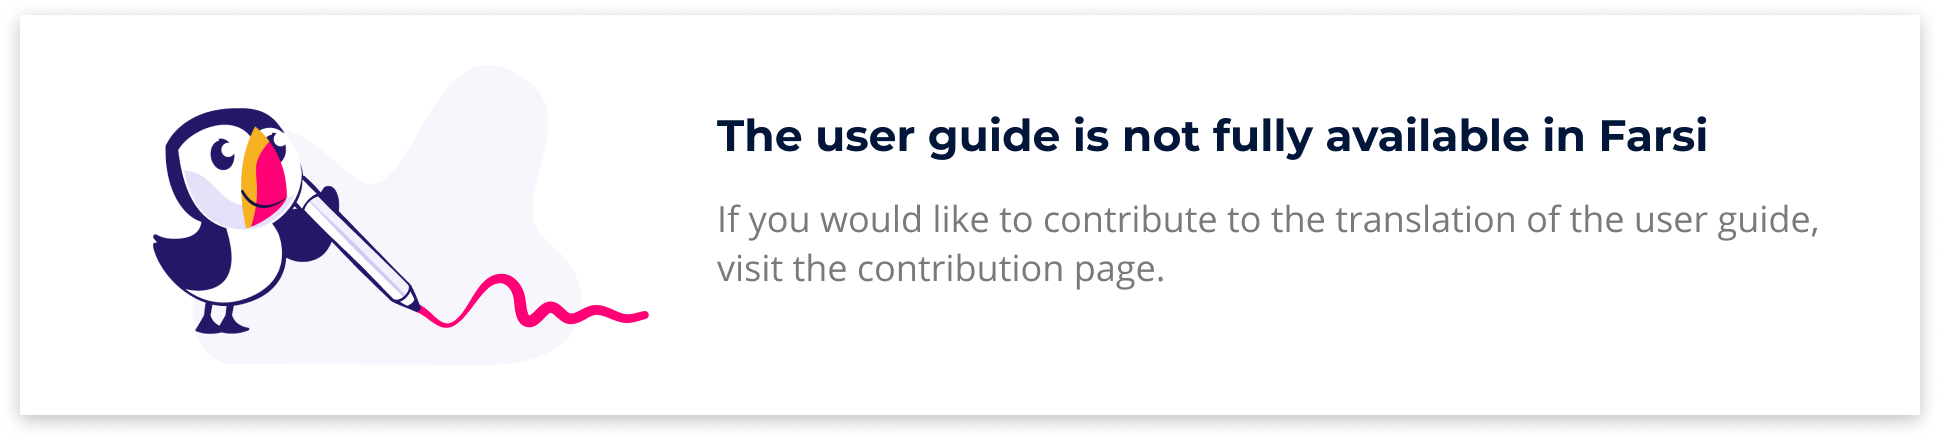 The user guide is not fully available in Farsi
If you would like to contribute to the translation of the user guide,
visit the contribution page.